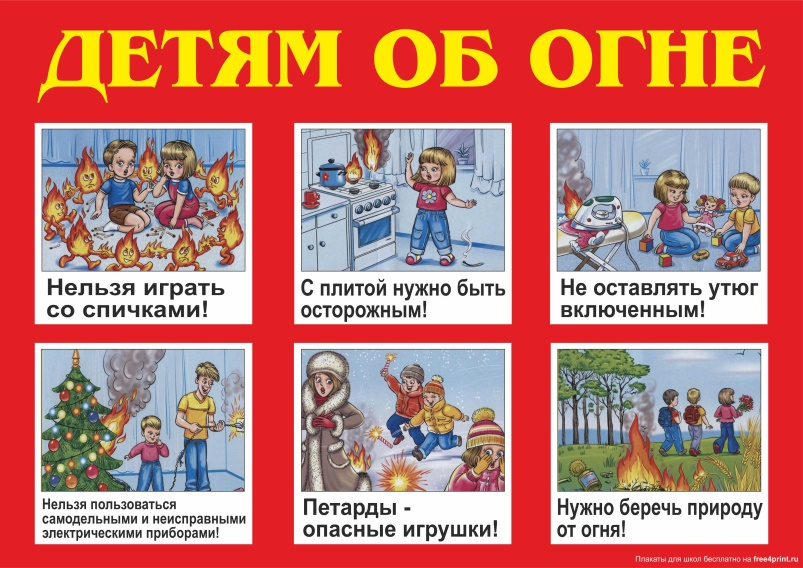 ДЕТЯМ ОБ ОГНЕ
Нельзя играть
со спичками!
С плитой нужно быть
осторожным!
Не оставлять утюг
включенным!
Нельзя пользоваться
самодельными и неисправными
электрическими приборами!
Петарды -
опасные игрушки!
Нужно беречь природу
от огня!
Плакаты для школ бесплатно на free4print.ru